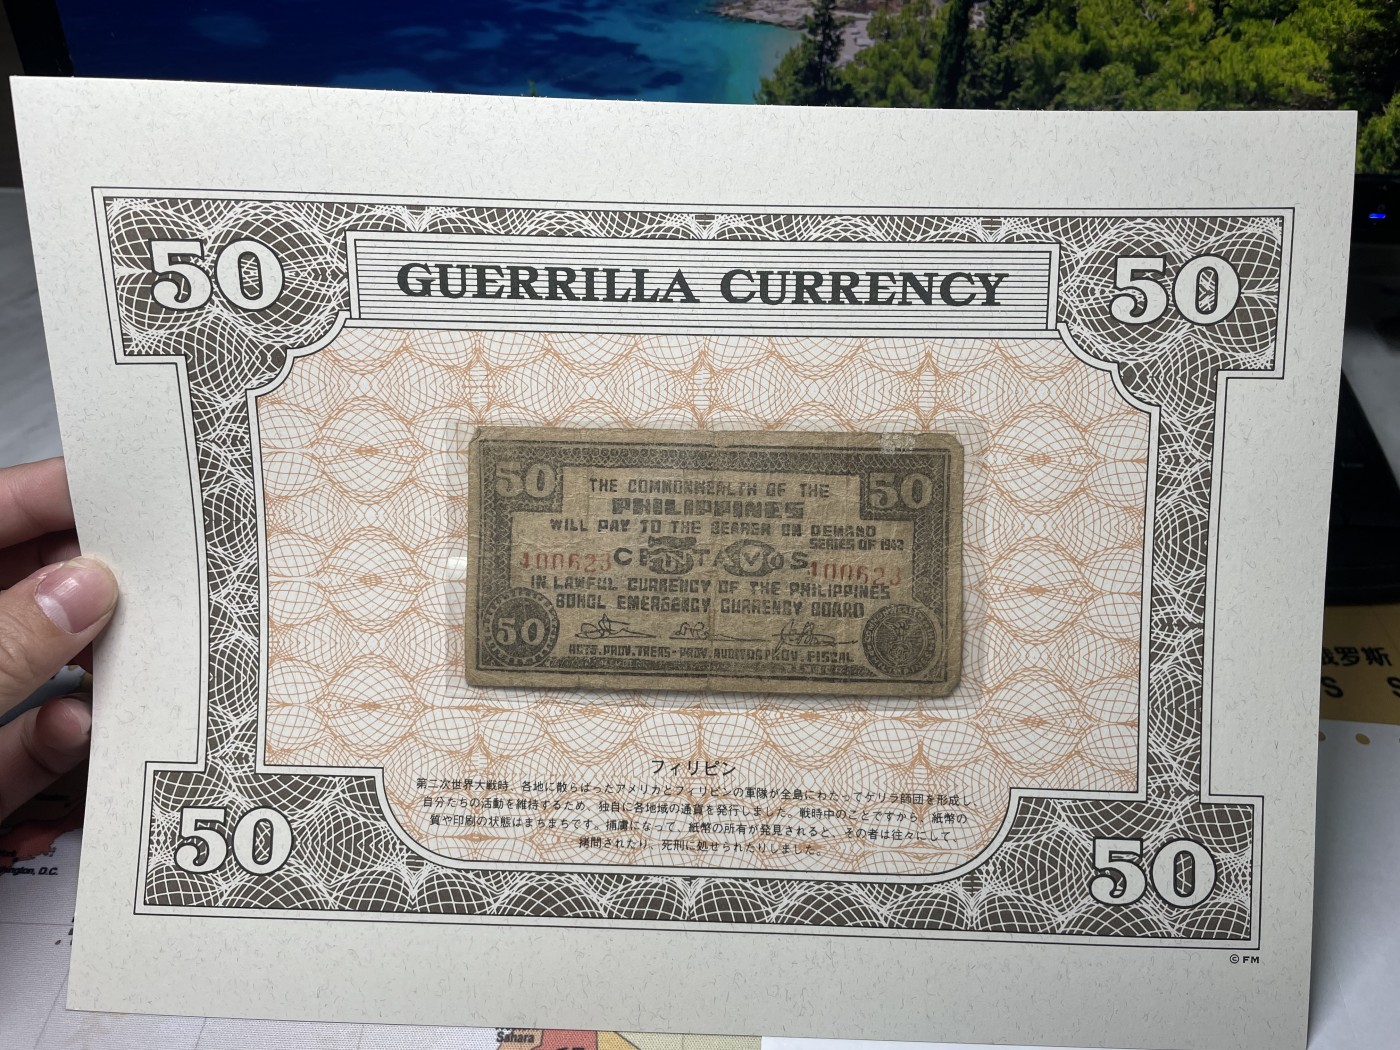 50
GUERRILLA CURRENCY
50
50
50
THE COMMONWEALTH OF THE
PHILIPPINES
WILL PAY TO THE BEARER ON DEMAND
SERIES OF 1942
CENTAVOS
100623
100623
IN LAWFUL CURRENCY OF THE PHILIPPINES
BOHOL EMERGENCY CURRENCY BOARD
50
ACTG. PROV. TREAS- PROV. AUDITOR PROV. FISCAL
フィリピン
第二次世界大戦時、各地に散らばったアメリカとフィリピンの軍隊が全島にわたってゲリラ師団を形成し、
自分たちの活動を維持するため、独自に各地域の通貨を発行しました。戦時中のことですから、紙幣の
質や印刷の状態はまちまちです。捕虜になって、紙幣の所有が発見されると、その者は往々にして、
拷問されたり、死刑に処せられたりしました。
50
50
© FM
俄罗斯
S
Sahara
D.C.